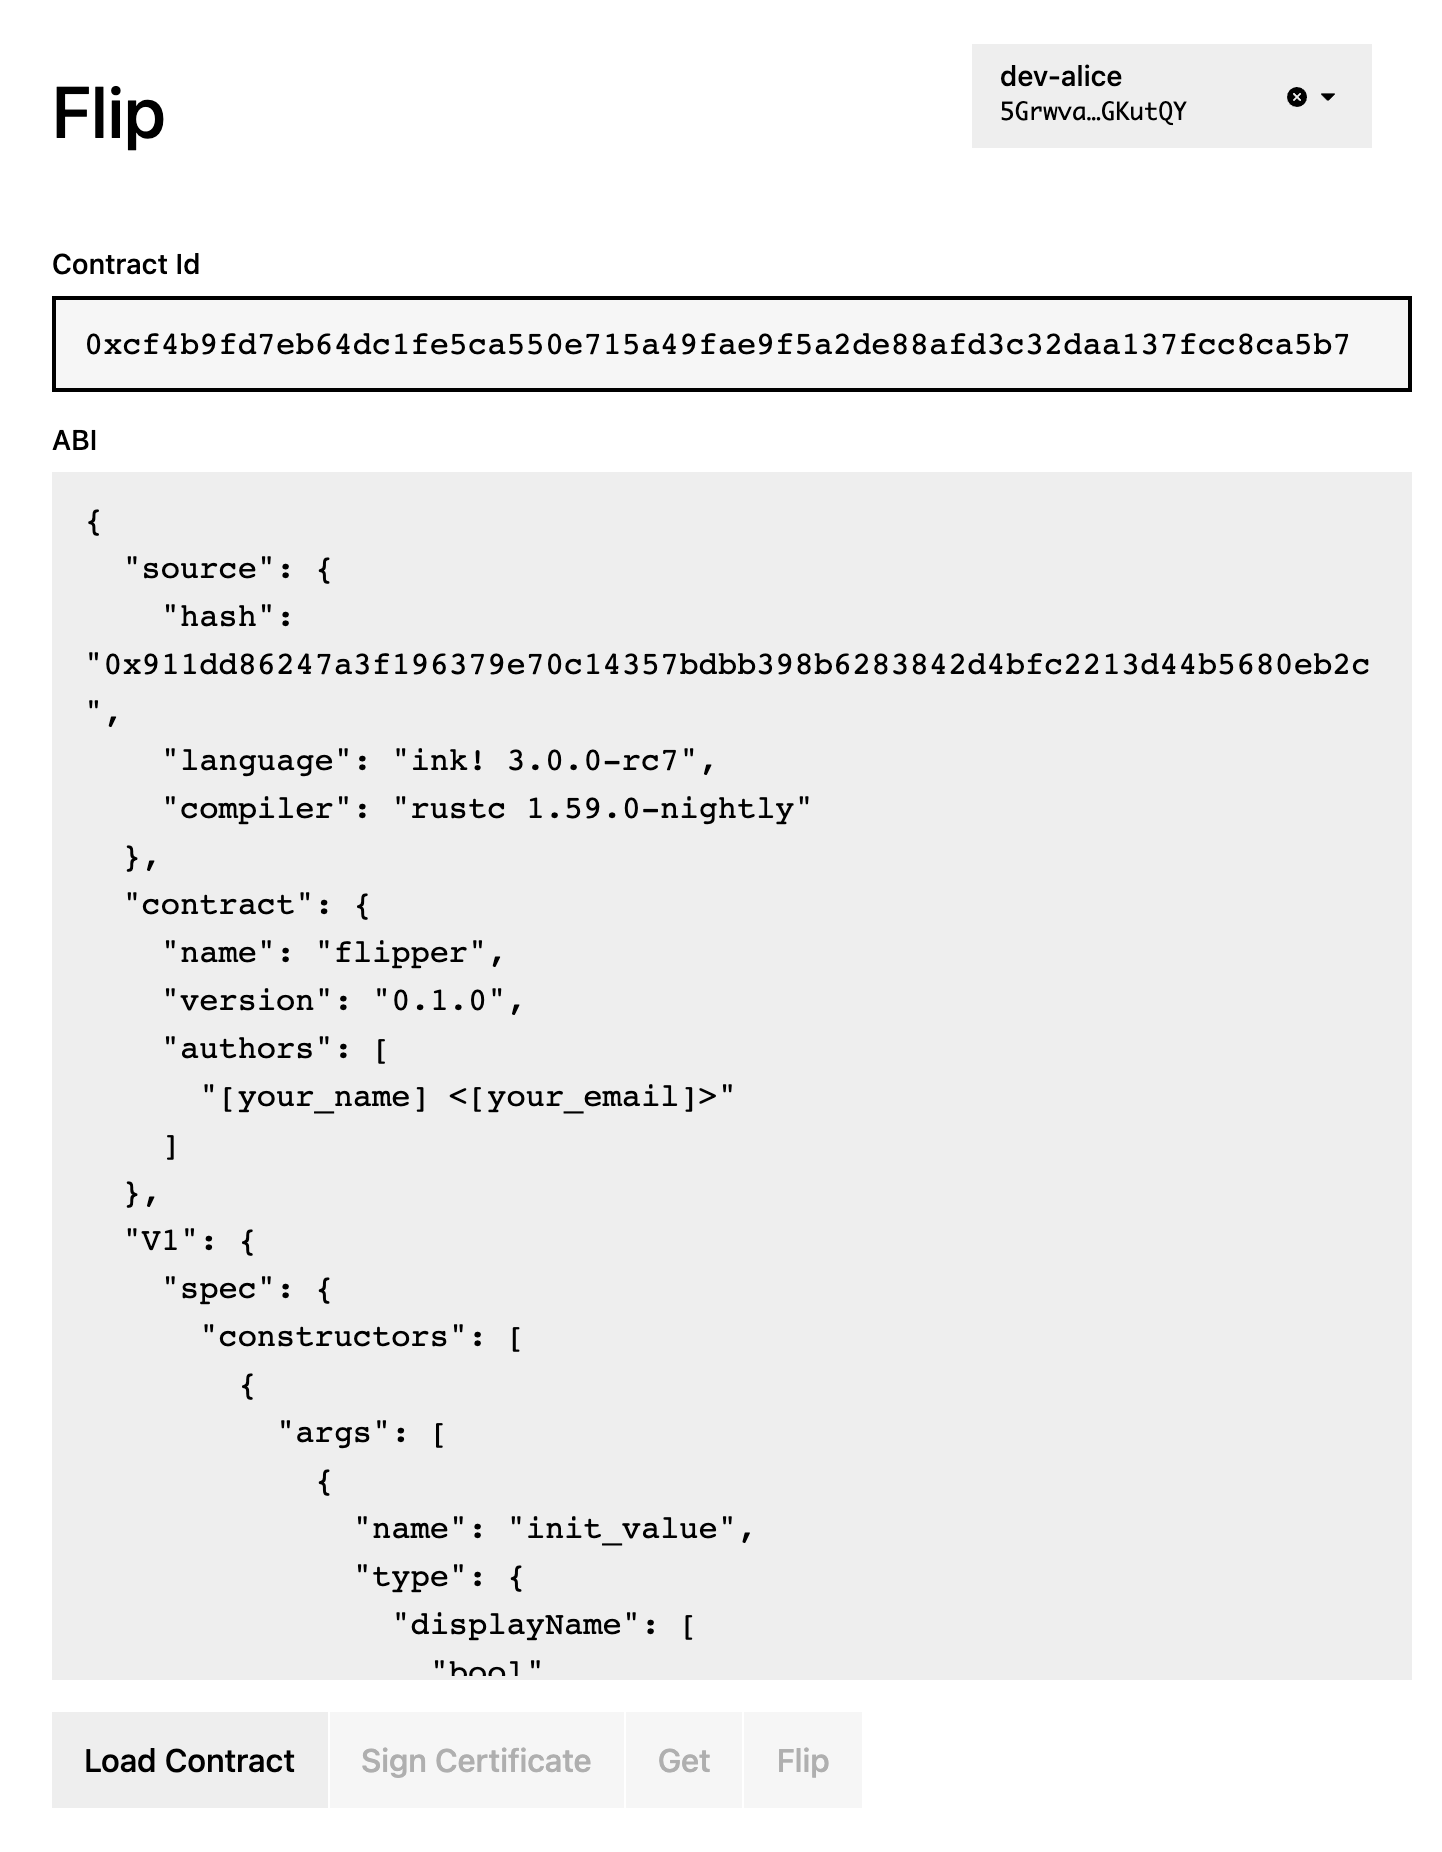 Flip
dev-alice
5Grwva…GKutQY
Contract Id
0xcf4b9fd7eb64dc1fe5ca550e715a49fae9f5a2de88afd3c32daa137fcc8ca5b7
ABI
{
  "source": {
    "hash":
"0x911dd86247a3f196379e70c14357bdbb398b6283842d4bfc2213d44b5680eb2c
",
    "language": "ink! 3.0.0-rc7",
    "compiler": "rustc 1.59.0-nightly"
  },
  "contract": {
    "name": "flipper",
    "version": "0.1.0",
    "authors": [
      "[your_name] <[your_email]>"
    ]
  },
  "V1": {
    "spec": {
      "constructors": [
        {
          "args": [
            {
              "name": "init_value",
              "type": {
                "displayName": [
                  "bool"
Load Contract
Sign Certificate
Get
Flip